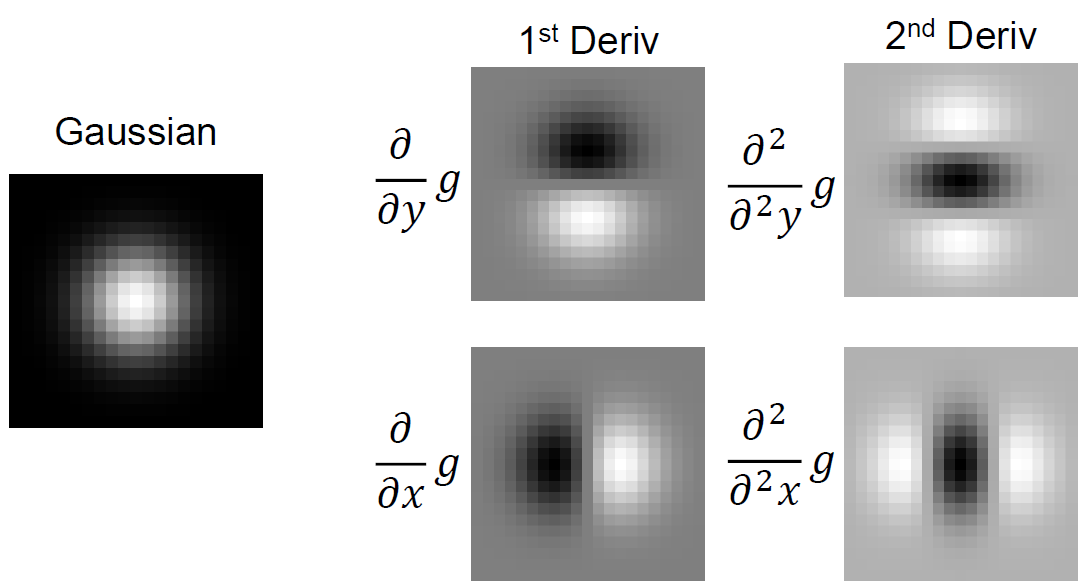 1st Deriv
2nd Deriv
Gaussian
∂/∂y g
∂²/∂²y g
∂/∂x g
∂²/∂²x g